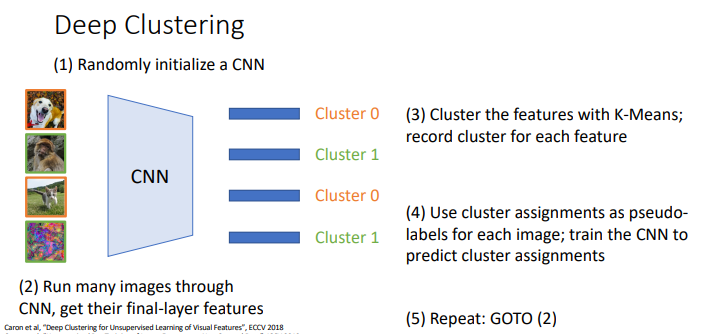 Deep Clustering
(1) Randomly initialize a CNN
CNN
Cluster 0
Cluster 1
Cluster 0
Cluster 1
(2) Run many images through
CNN, get their final-layer features
(3) Cluster the features with K-Means;
record cluster for each feature
(4) Use cluster assignments as pseudo-
labels for each image; train the CNN to
predict cluster assignments
(5) Repeat: GOTO (2)
Caron et al, "Deep Clustering for Unsupervised Learning of Visual Features", ECCV 2018